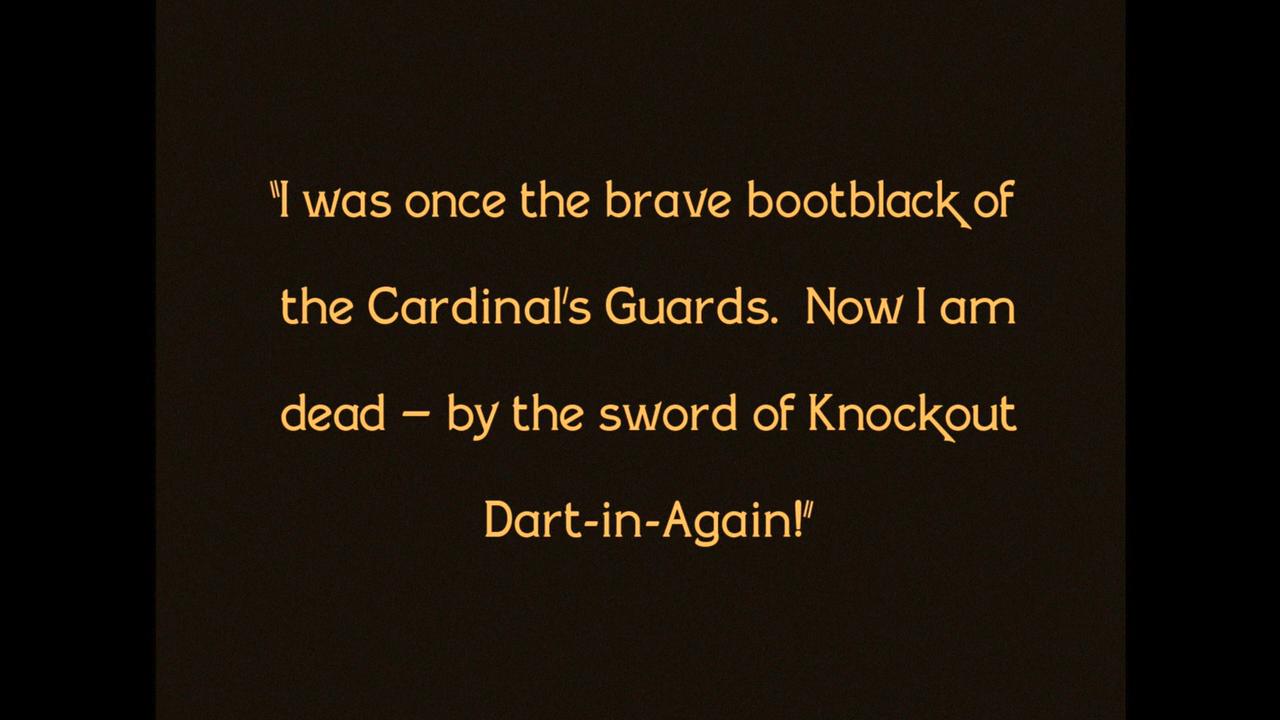 "I was once the brave bootblack of
the Cardinal's Guards.  Now I am
dead – by the sword of Knockout
Dart-in-Again!"